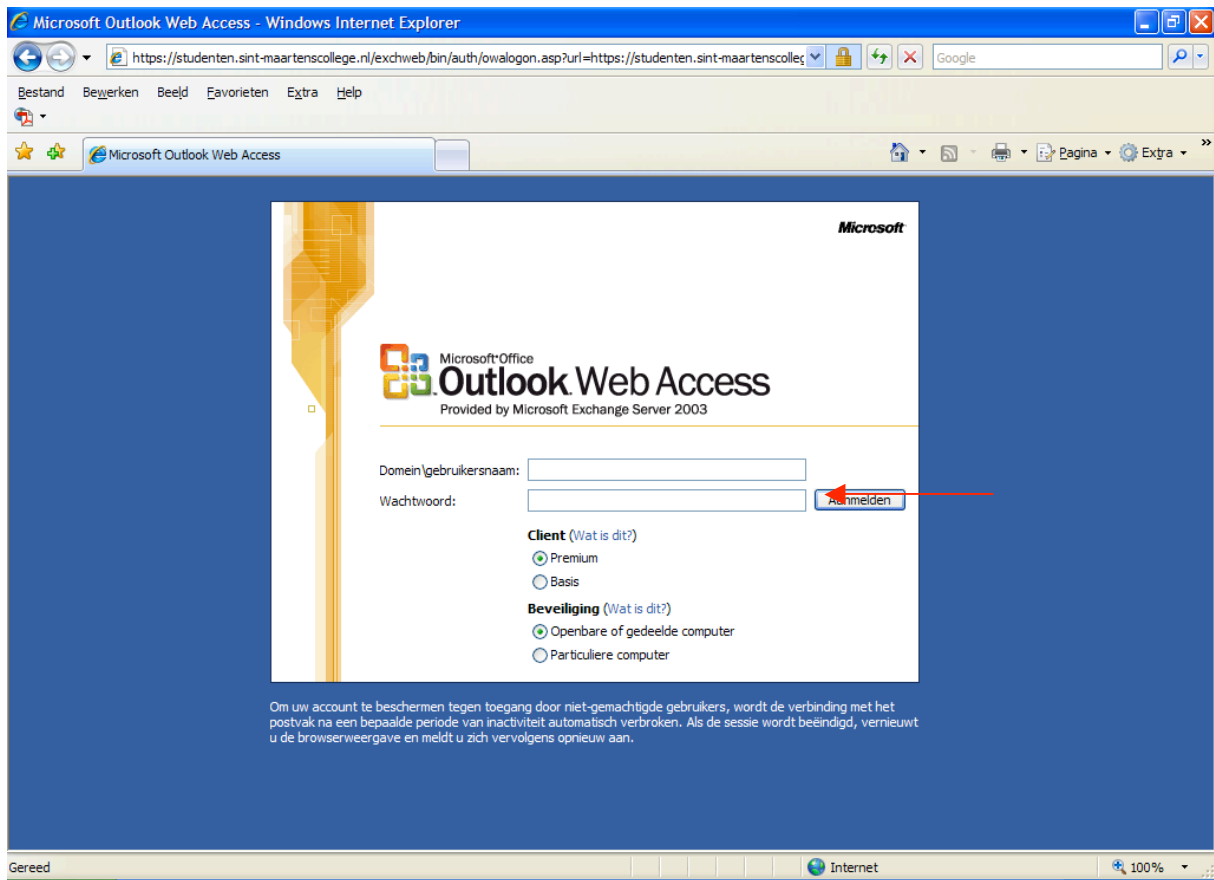 Microsoft Outlook Web Access - Windows Internet Explorer
https://studenten.sint-maartenscollege.nl/exchweb/bin/auth/owalogon.asp?url=https://studenten.sint-maartenscolleg
Google
Bestand Bewerken Beeld Favorieten Extra Help
Microsoft Outlook Web Access
Pagina Extra »
Microsoft
Microsoft Office
Outlook Web Access
Provided by Microsoft Exchange Server 2003
Domein\gebruikersnaam:
Wachtwoord:
Aanmelden
Client (Wat is dit?)
Premium
Basis
Beveiliging (Wat is dit?)
Openbare of gedeelde computer
Particuliere computer
Om uw account te beschermen tegen toegang door niet-gemachtigde gebruikers, wordt de verbinding met het
postvak na een bepaalde periode van inactiviteit automatisch verbroken. Als de sessie wordt beëindigd, vernieuwt
u de browserweergave en meldt u zich vervolgens opnieuw aan.
Gereed Internet 100%